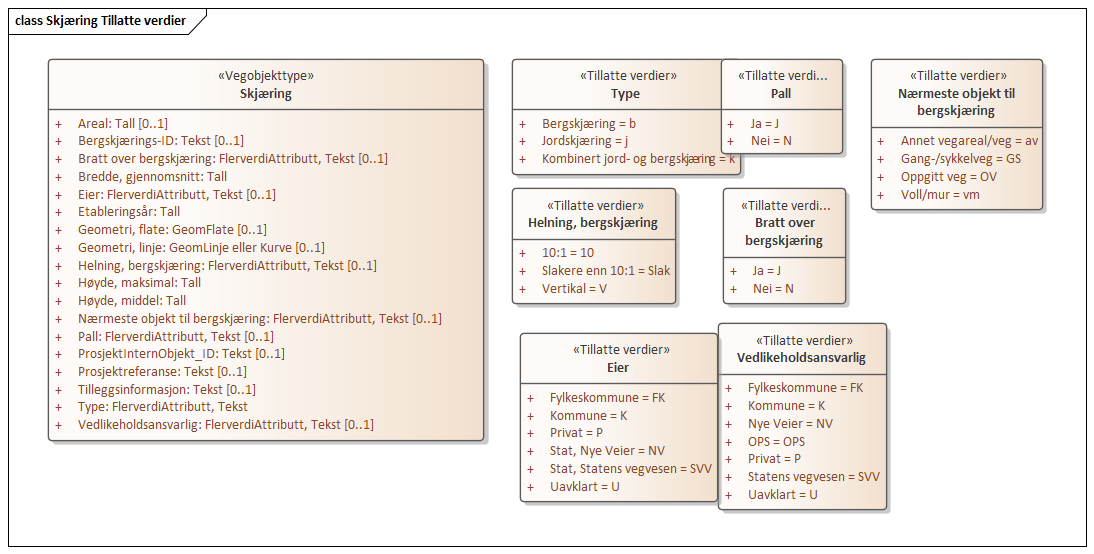 class Skjæring Tillatte verdier
«Vegobjekttype»
Skjæring
+ Areal: Tall [0..1]
+ Bergskjærings-ID: Tekst [0..1]
+ Bratt over bergskjæring: FlerverdiAttributt, Tekst [0..1]
+ Bredde, gjennomsnitt: Tall
+ Eier: FlerverdiAttributt, Tekst [0..1]
+ Etableringsår: Tall
+ Geometri, flate: GeomFlate [0..1]
+ Geometri, linje: GeomLinje eller Kurve [0..1]
+ Helning, bergskjæring: FlerverdiAttributt, Tekst [0..1]
+ Høyde, maksimal: Tall
+ Høyde, middel: Tall
+ Nærmeste objekt til bergskjæring: FlerverdiAttributt, Tekst [0..1]
+ Pall: FlerverdiAttributt, Tekst [0..1]
+ ProsjektInternObjekt_ID: Tekst [0..1]
+ Prosjektreferanse: Tekst [0..1]
+ Tilleggsinformasjon: Tekst [0..1]
+ Type: FlerverdiAttributt, Tekst
+ Vedlikeholdsansvarlig: FlerverdiAttributt, Tekst [0..1]
«Tillatte verdier»
Type
+ Bergskjæring = b
+ Jordskjæring = j
+ Kombinert jord- og bergskjæring = k
«Tillatte verdi...
Pall
+ Ja = J
+ Nei = N
«Tillatte verdier»
Nærmeste objekt til
bergskjæring
+ Annet vegareal/veg = av
+ Gang-/sykkelveg = GS
+ Oppgitt veg = OV
+ Voll/mur = vm
«Tillatte verdier»
Helning, bergskjæring
+ 10:1 = 10
+ Slakere enn 10:1 = Slak
+ Vertikal = V
«Tillatte verdi...
Bratt over
bergskjæring
+ Ja = J
+ Nei = N
«Tillatte verdier»
Eier
+ Fylkeskommune = FK
+ Kommune = K
+ Privat = P
+ Stat, Nye Veier = NV
+ Stat, Statens vegvesen = SVV
+ Uavklart = U
«Tillatte verdier»
Vedlikeholdsansvarlig
+ Fylkeskommune = FK
+ Kommune = K
+ Nye Veier = NV
+ OPS = OPS
+ Privat = P
+ Statens vegvesen = SVV
+ Uavklart = U